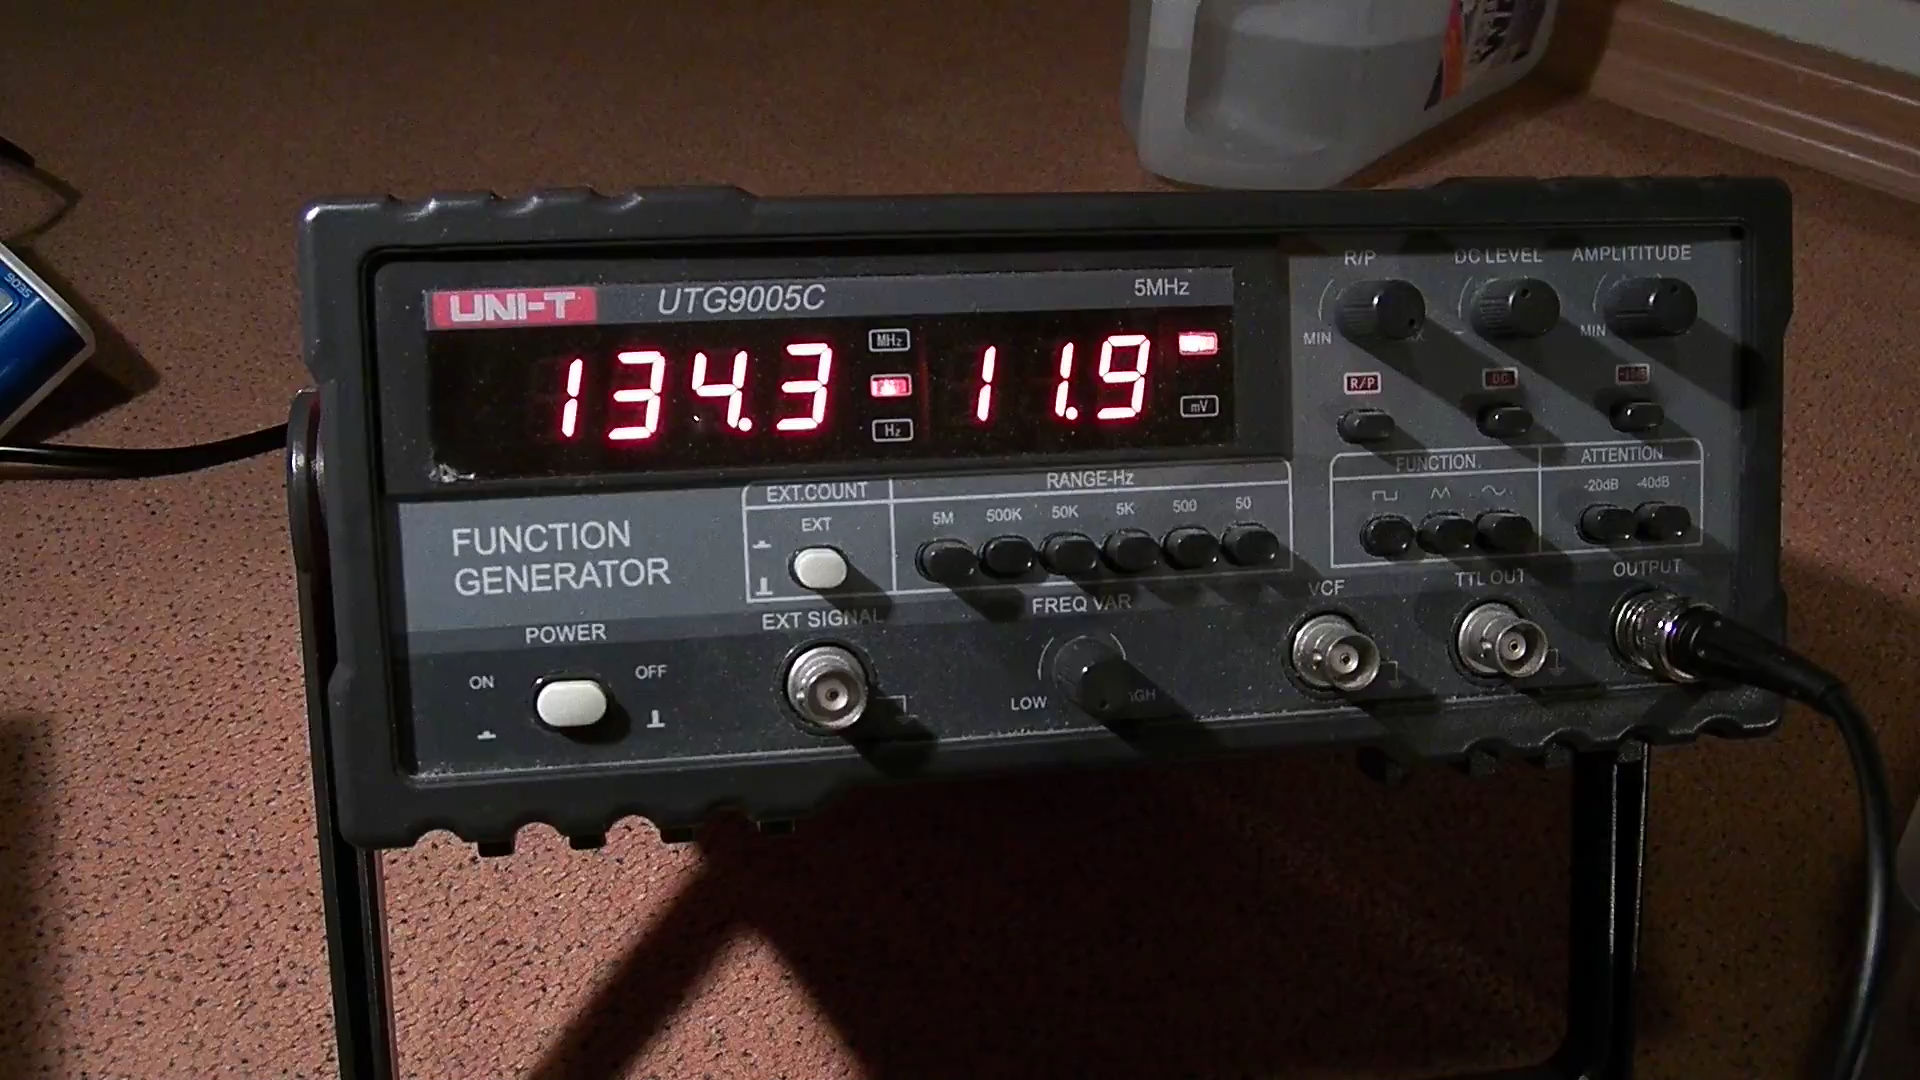 UNI-T UTG9005C 5MHz
134.3 MHz Hz 11.9 mV
R/P DC LEVEL AMPLITITUDE
MIN MIN
R/P DC
FUNCTION ATTENTION
-20dB -40dB
EXT.COUNT RANGE-Hz
EXT 5M 500K 50K 5K 500 50
FUNCTION
GENERATOR
POWER
ON OFF
EXT SIGNAL FREQ VAR VCF TTL OUT OUTPUT
LOW